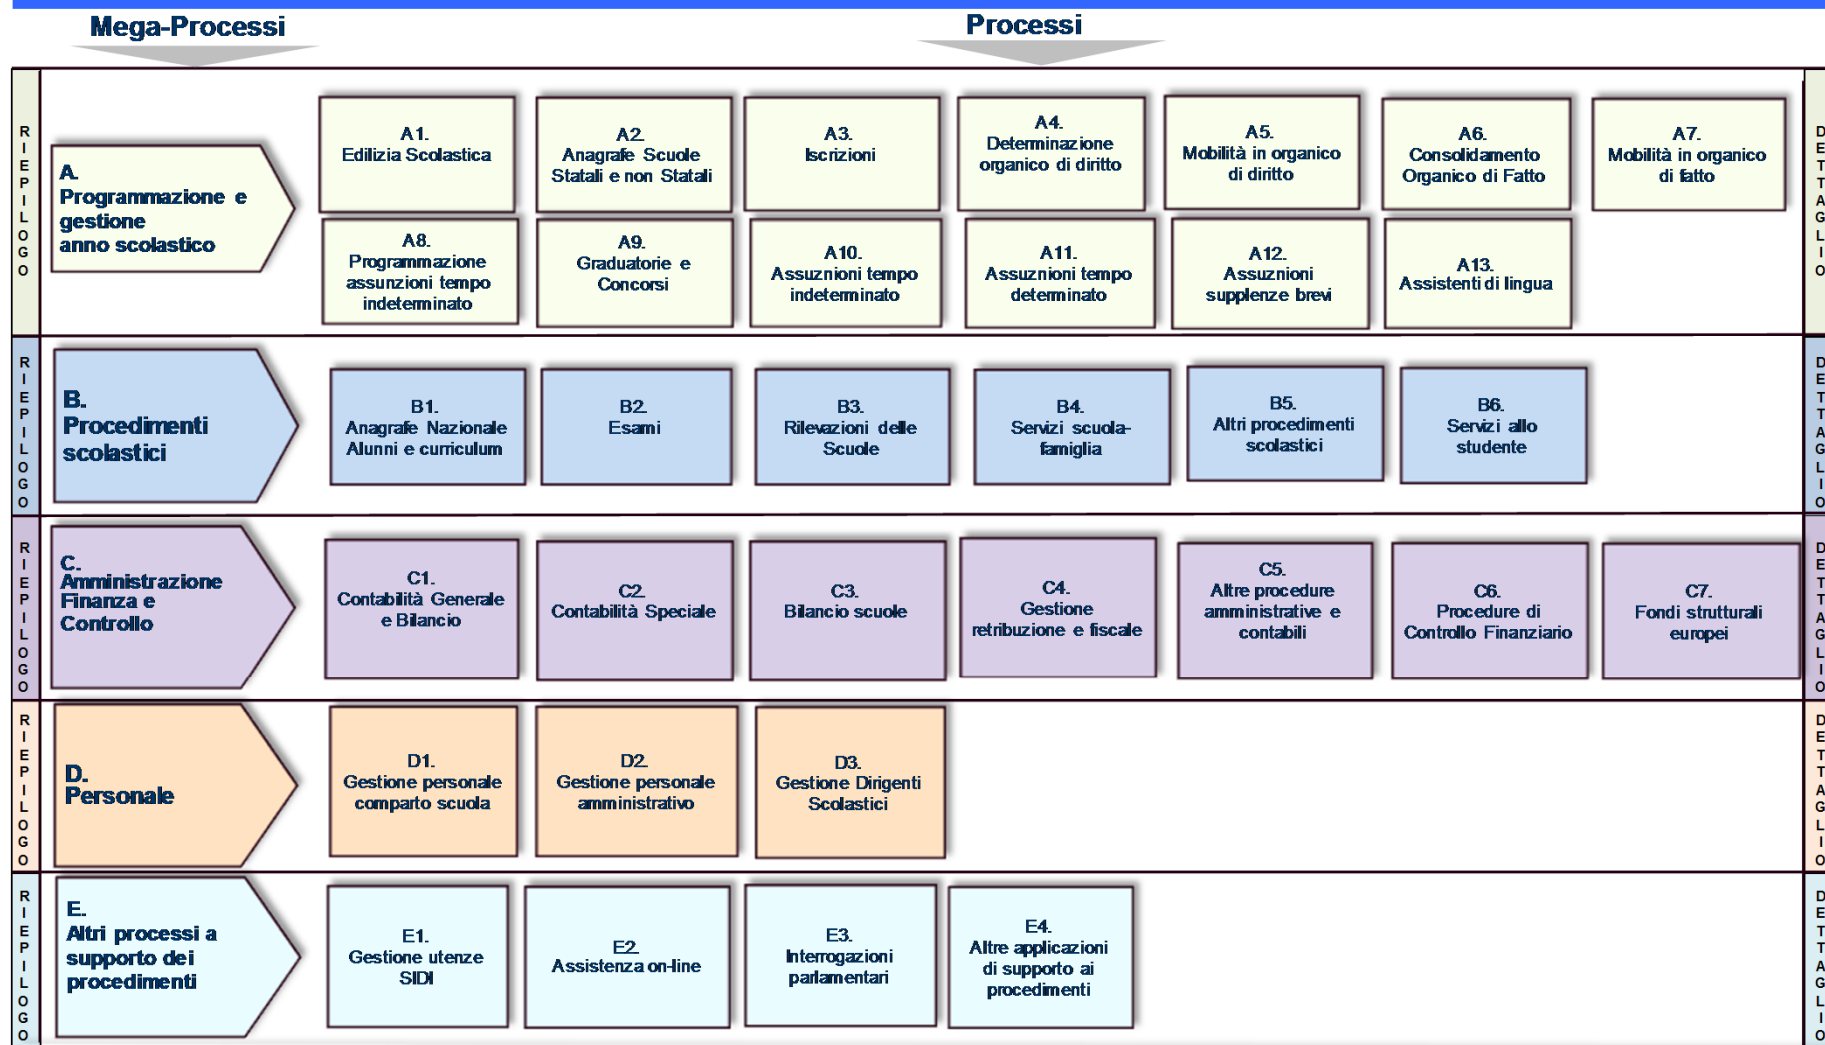 Mega-Processi
Processi
RIEPILOGO
A.
Programmazione e
gestione
anno scolastico
A1.
Edilizia Scolastica
A2.
Anagrafe Scuole
Statali e non Statali
A3.
Iscrizioni
A4.
Determinazione
organico di diritto
A5.
Mobilità in organico
di diritto
A6.
Consolidamento
Organico di Fatto
A7.
Mobilità in organico
di fatto
A8.
Programmazione
assunzioni tempo
indeterminato
A9.
Graduatorie e
Concorsi
A10.
Assuznioni tempo
indeterminato
A11.
Assuznioni tempo
determinato
A12.
Assuznioni
supplenze brevi
A13.
Assistenti di lingua
DETTAGLIO
RIEPILOGO
B.
Procedimenti
scolastici
B1.
Anagrafe Nazionale
Alunni e curriculum
B2.
Esami
B3.
Rilevazioni delle
Scuole
B4.
Servizi scuola-
famiglia
B5.
Altri procedimenti
scolastici
B6.
Servizi allo
studente
DETTAGLIO
RIEPILOGO
C.
Amministrazione
Finanza e
Controllo
C1.
Contabilità Generale
e Bilancio
C2.
Contabilità Speciale
C3.
Bilancio scuole
C4.
Gestione
retribuzione e fiscale
C5.
Altre procedure
amministrative e
contabili
C6.
Procedure di
Controllo Finanziario
C7.
Fondi strutturali
europei
DETTAGLIO
RIEPILOGO
D.
Personale
D1.
Gestione personale
comparto scuola
D2.
Gestione personale
amministrativo
D3.
Gestione Dirigenti
Scolastici
DETTAGLIO
RIEPILOGO
E.
Altri processi a
supporto dei
procedimenti
E1.
Gestione utenze
SIDI
E2.
Assistenza on-line
E3.
Interrogazioni
parlamentari
E4.
Altre applicazioni
di supporto ai
procedimenti
DETTAGLIO